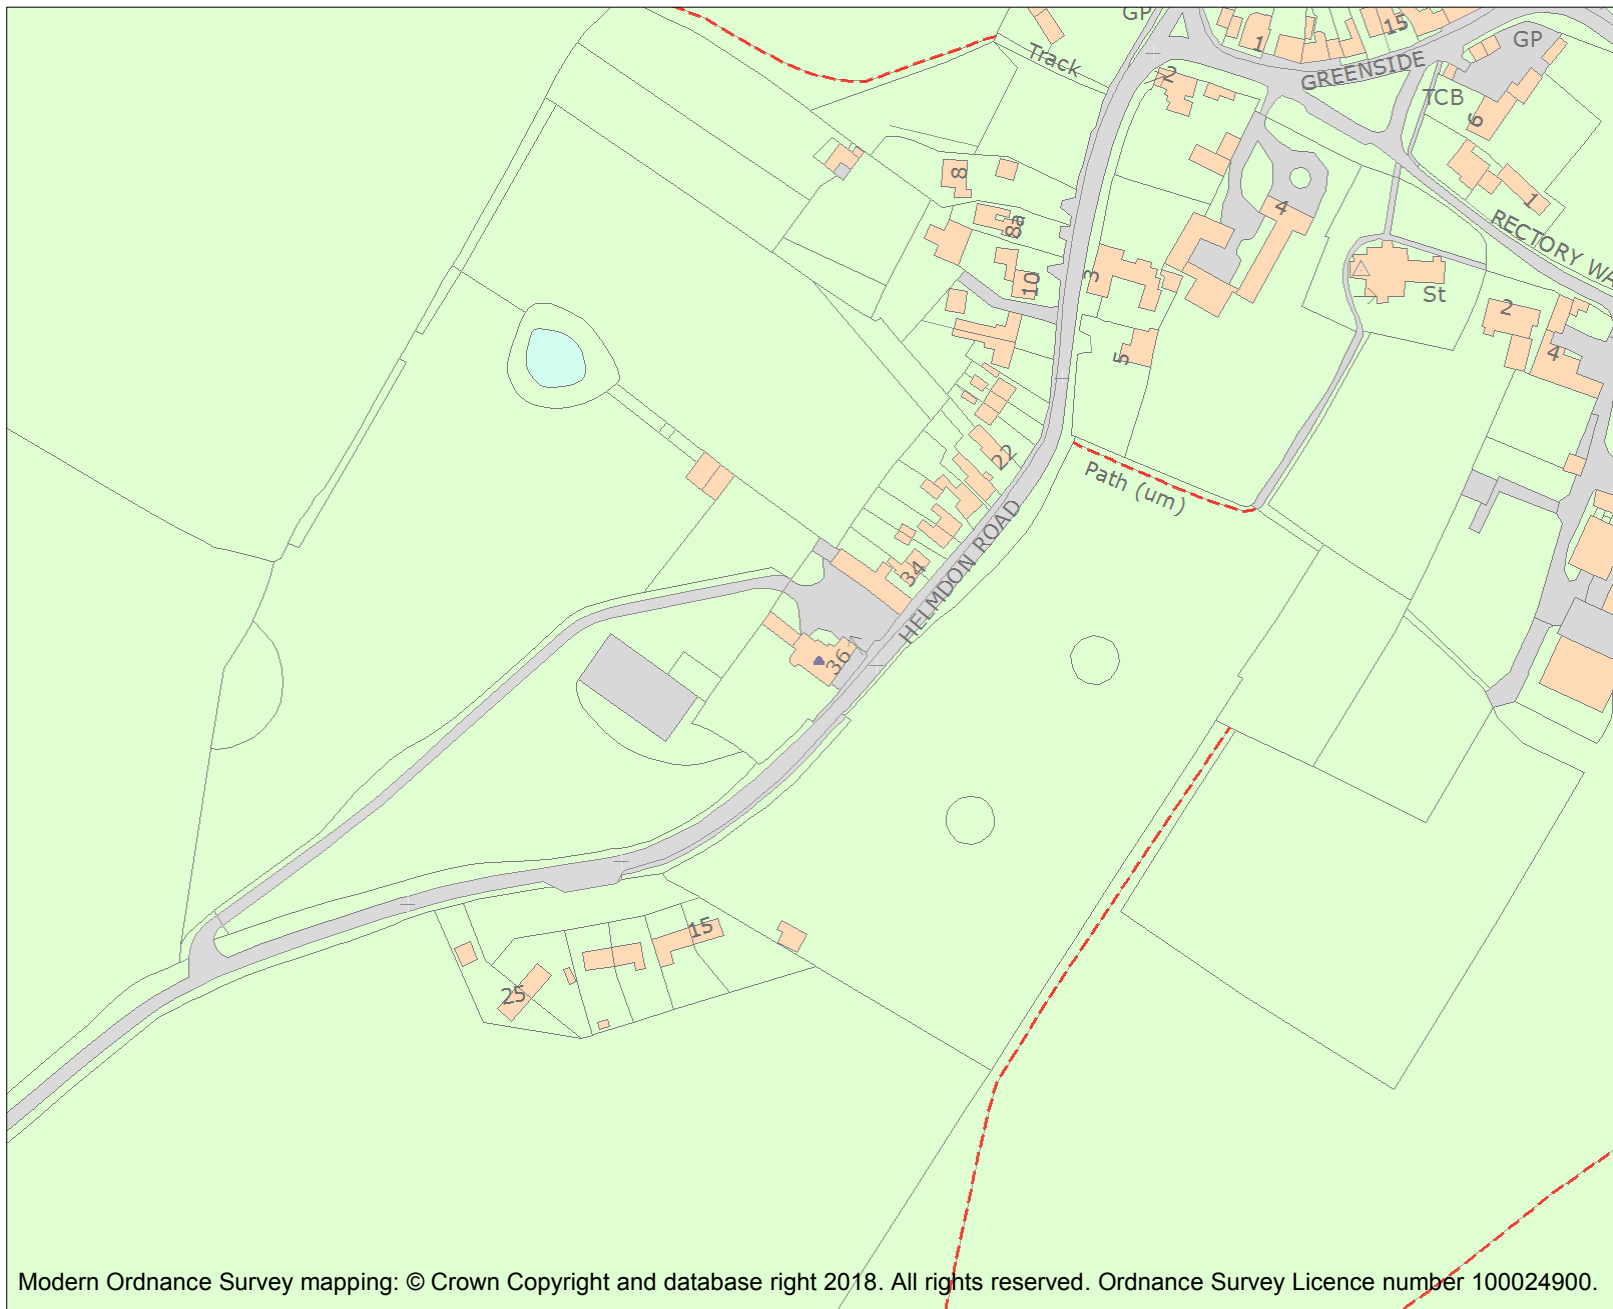 GP
15
1
GREENSIDE
GP
Track
2
TCB
6
8
4
1
8a
RECTORY WA
3
10
St
2
5
4
22
Path (um)
HELMDON ROAD
34
36
15
25
Modern Ordnance Survey mapping: © Crown Copyright and database right 2018. All rights reserved. Ordnance Survey Licence number 100024900.